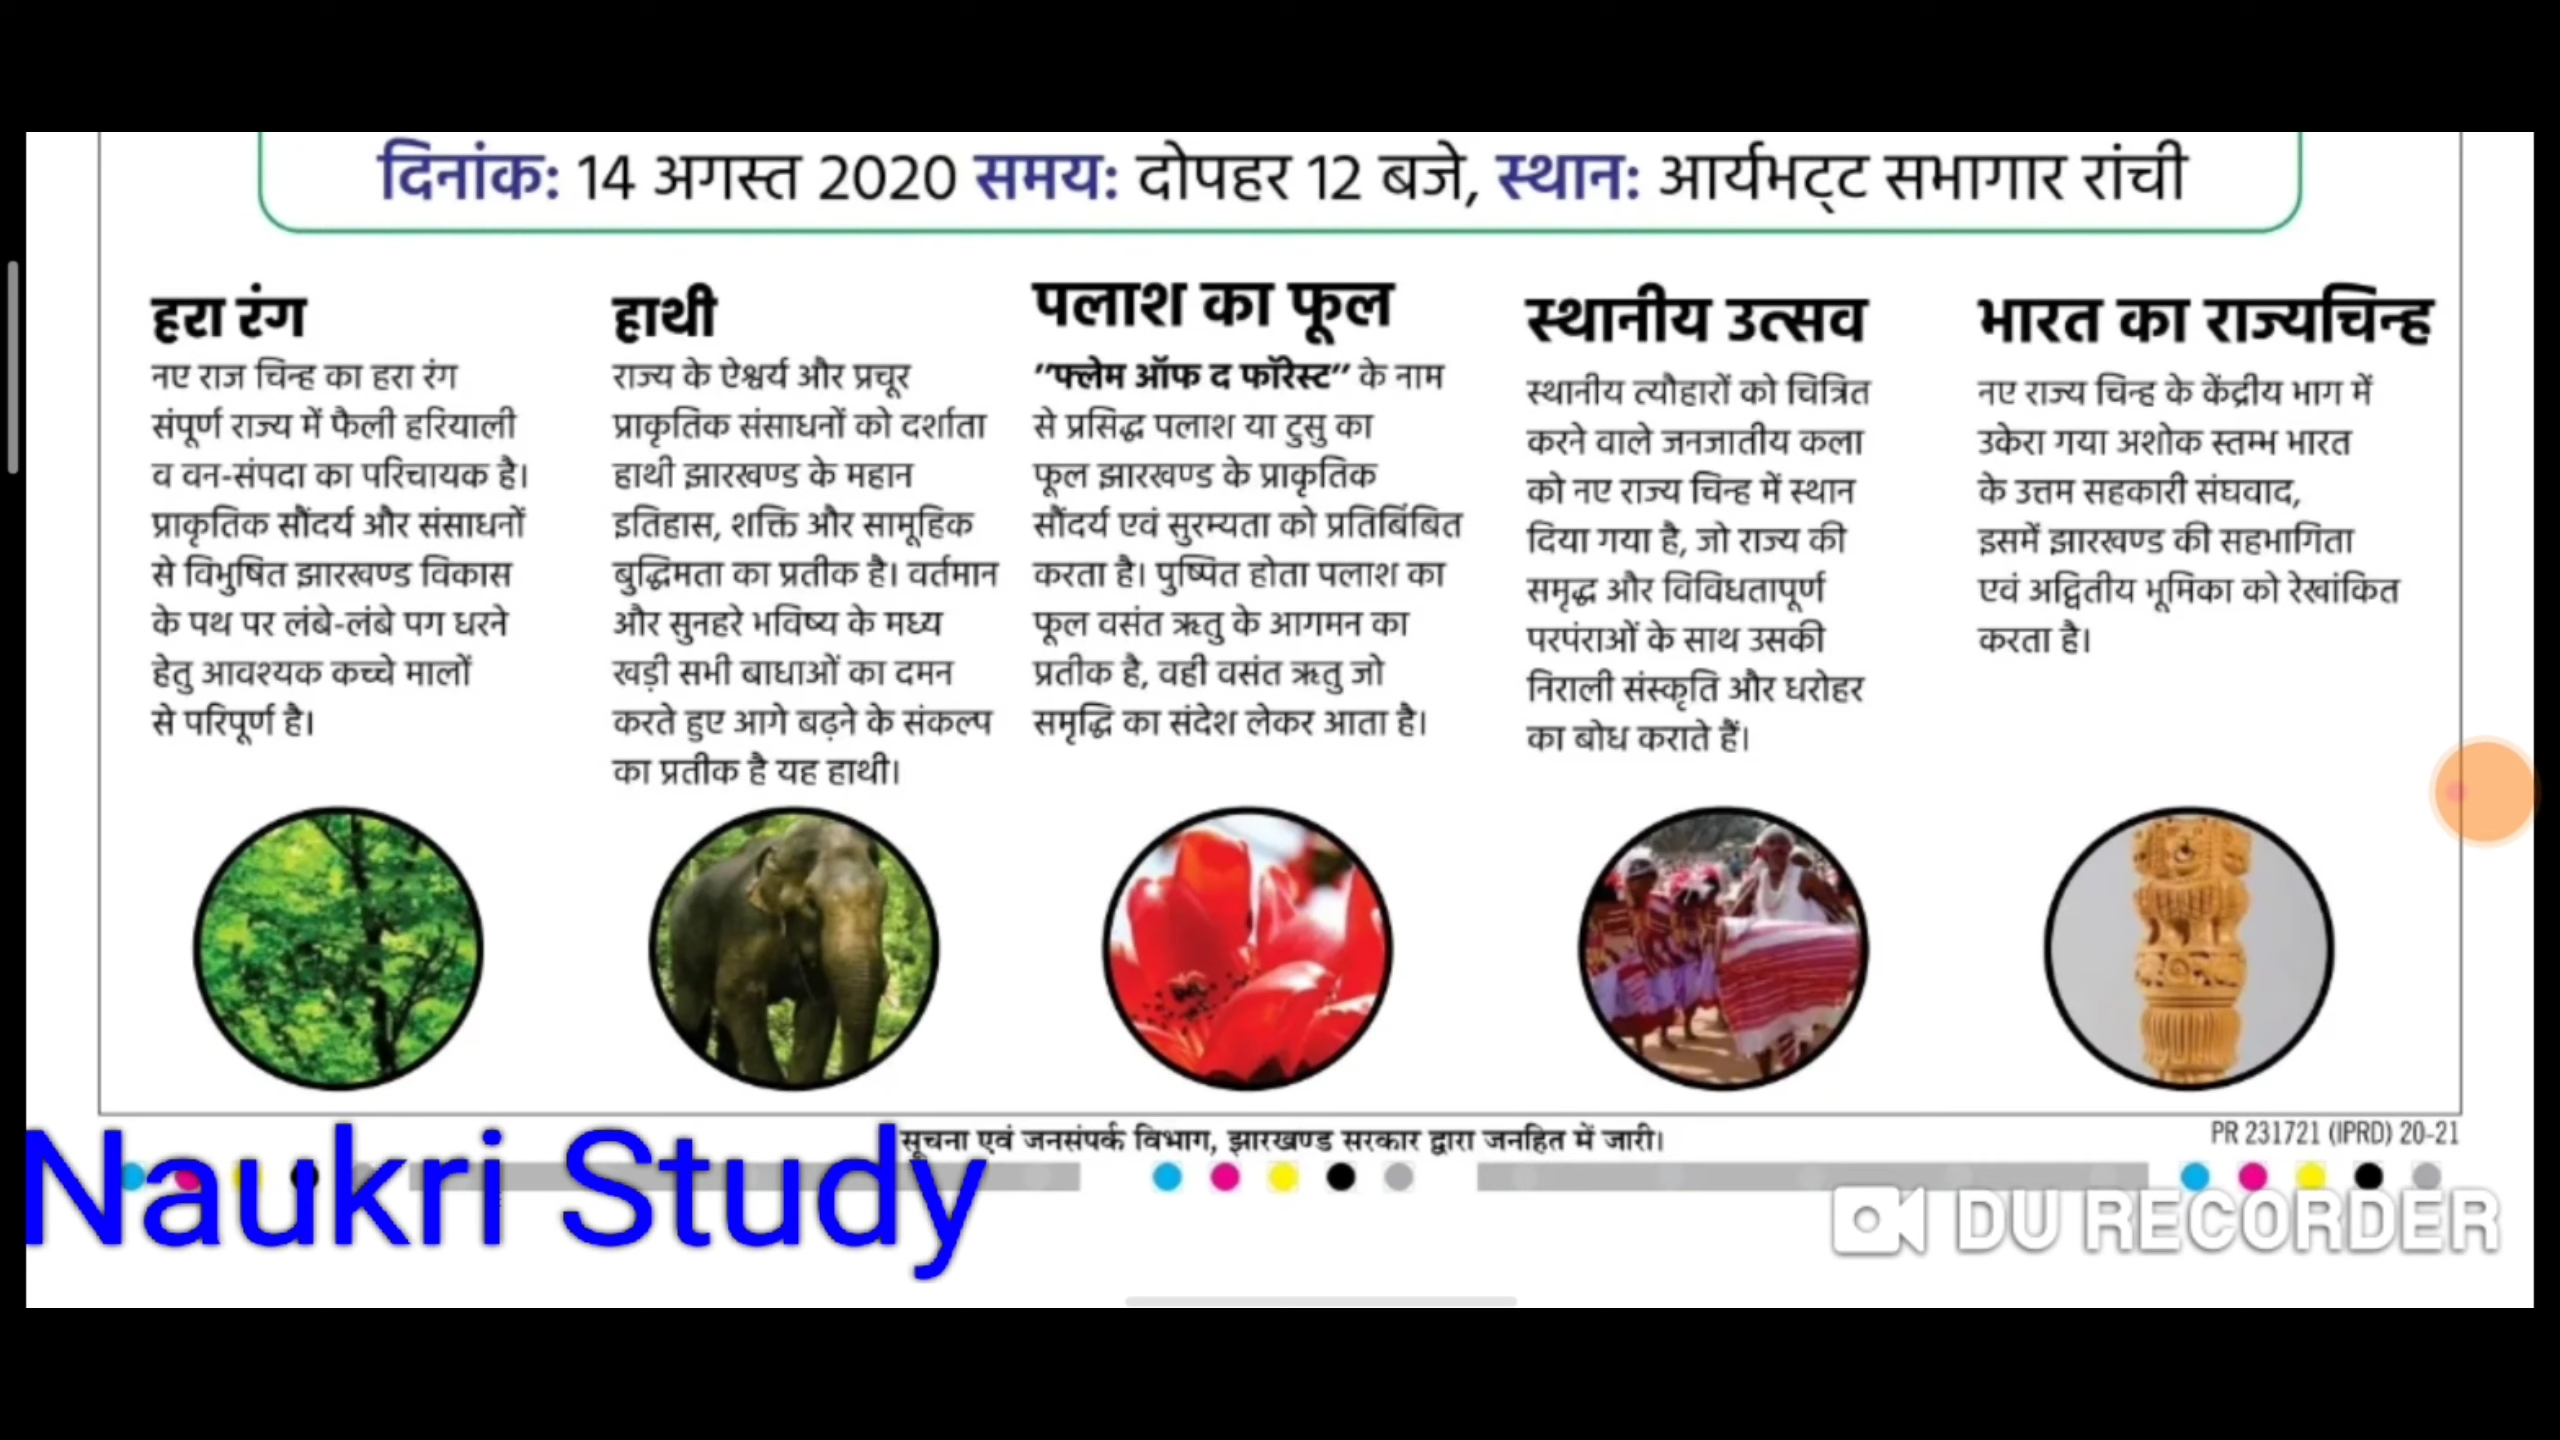 दिनांक: 14 अगस्त 2020 समय: दोपहर 12 बजे, स्थान: आर्यभट्ट सभागार रांची
हरा रंग
नए राज चिन्ह का हरा रंग
संपूर्ण राज्य में फैली हरियाली
व वन-संपदा का परिचायक है।
प्राकृतिक सौंदर्य और संसाधनों
से विभुषित झारखण्ड विकास
के पथ पर लंबे-लंबे पग धरने
हेतु आवश्यक कच्चे मालों
से परिपूर्ण है।
हाथी
राज्य के ऐश्वर्य और प्रचूर
प्राकृतिक संसाधनों को दर्शाता
हाथी झारखण्ड के महान
इतिहास, शक्ति और सामूहिक
बुद्धिमता का प्रतीक है। वर्तमान
और सुनहरे भविष्य के मध्य
खड़ी सभी बाधाओं का दमन
करते हुए आगे बढ़ने के संकल्प
का प्रतीक है यह हाथी।
पलाश का फूल
"फ्लेम ऑफ द फॉरेस्ट" के नाम
से प्रसिद्ध पलाश या टुसु का
फूल झारखण्ड के प्राकृतिक
सौंदर्य एवं सुरम्यता को प्रतिबिंबित
करता है। पुष्पित होता पलाश का
फूल वसंत ऋतु के आगमन का
प्रतीक है, वही वसंत ऋतु जो
समृद्धि का संदेश लेकर आता है।
स्थानीय उत्सव
स्थानीय त्यौहारों को चित्रित
करने वाले जनजातीय कला
को नए राज्य चिन्ह में स्थान
दिया गया है, जो राज्य की
समृद्ध और विविधतापूर्ण
परपंराओं के साथ उसकी
निराली संस्कृति और धरोहर
का बोध कराते हैं।
भारत का राज्यचिन्ह
नए राज्य चिन्ह के केंद्रीय भाग में
उकेरा गया अशोक स्तम्भ भारत
के उत्तम सहकारी संघवाद,
इसमें झारखण्ड की सहभागिता
एवं अद्वितीय भूमिका को रेखांकित
करता है।
सूचना एवं जनसंपर्क विभाग, झारखण्ड सरकार द्वारा जनहित में जारी।
PR 231721 (IPRD) 20-21
Naukri Study
DU RECORDER